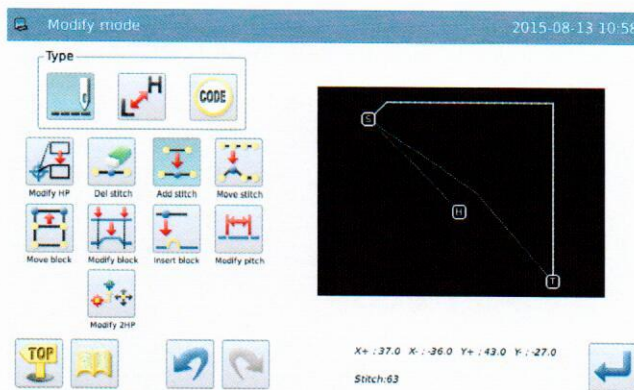 Modify mode
2015-08-13 10:58
Type
L H
CODE
Modify HP
Del stitch
Add stitch
Move stitch
Move block
Modify block
Insert block
Modify pitch
Modify 2HP
TOP
S
H
T
X+ : 37.0 X- : -36.0 Y+ : 43.0 Y- : -27.0
Stitch:63